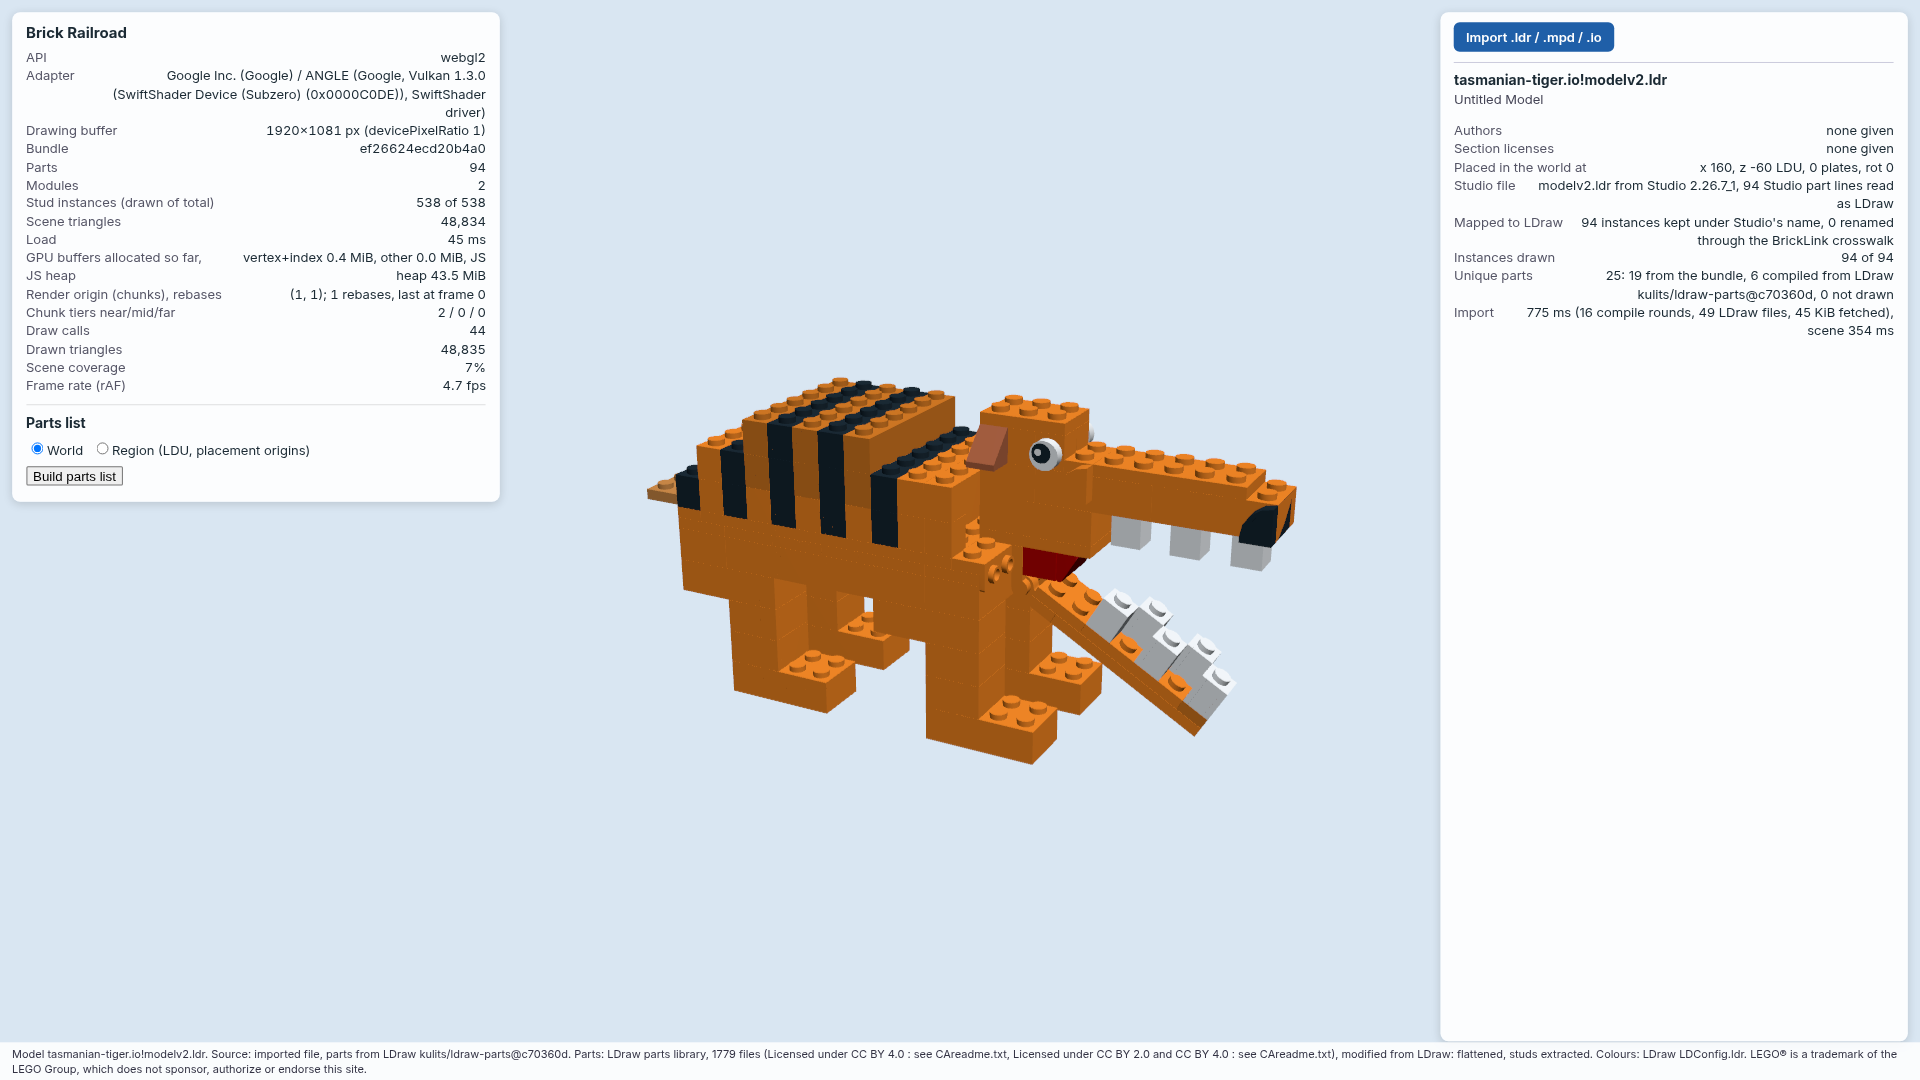 Brick Railroad
API webgl2
Adapter Google Inc. (Google) / ANGLE (Google, Vulkan 1.3.0
(SwiftShader Device (Subzero) (0x0000C0DE)), SwiftShader
driver)
Drawing buffer 1920×1081 px (devicePixelRatio 1)
Bundle ef26624ecd20b4a0
Parts 94
Modules 2
Stud instances (drawn of total) 538 of 538
Scene triangles 48,834
Load 45 ms
GPU buffers allocated so far, vertex+index 0.4 MiB, other 0.0 MiB, JS
JS heap heap 43.5 MiB
Render origin (chunks), rebases (1, 1); 1 rebases, last at frame 0
Chunk tiers near/mid/far 2 / 0 / 0
Draw calls 44
Drawn triangles 48,835
Scene coverage 7%
Frame rate (rAF) 4.7 fps
Parts list
World Region (LDU, placement origins)
Build parts list
Import .ldr / .mpd / .io
tasmanian-tiger.io!modelv2.ldr
Untitled Model
Authors none given
Section licenses none given
Placed in the world at x 160, z -60 LDU, 0 plates, rot 0
Studio file modelv2.ldr from Studio 2.26.7_1, 94 Studio part lines read
as LDraw
Mapped to LDraw 94 instances kept under Studio's name, 0 renamed
through the BrickLink crosswalk
Instances drawn 94 of 94
Unique parts 25: 19 from the bundle, 6 compiled from LDraw
kulits/ldraw-parts@c70360d, 0 not drawn
Import 775 ms (16 compile rounds, 49 LDraw files, 45 KiB fetched),
scene 354 ms
Model tasmanian-tiger.io!modelv2.ldr. Source: imported file, parts from LDraw kulits/ldraw-parts@c70360d. Parts: LDraw parts library, 1779 files (Licensed under CC BY 4.0 : see CAreadme.txt, Licensed under CC BY 2.0 and CC BY 4.0 : see CAreadme.txt), modified from LDraw: flattened, studs extracted. Colours: LDraw LDConfig.ldr. LEGO® is a trademark of the
LEGO Group, which does not sponsor, authorize or endorse this site.